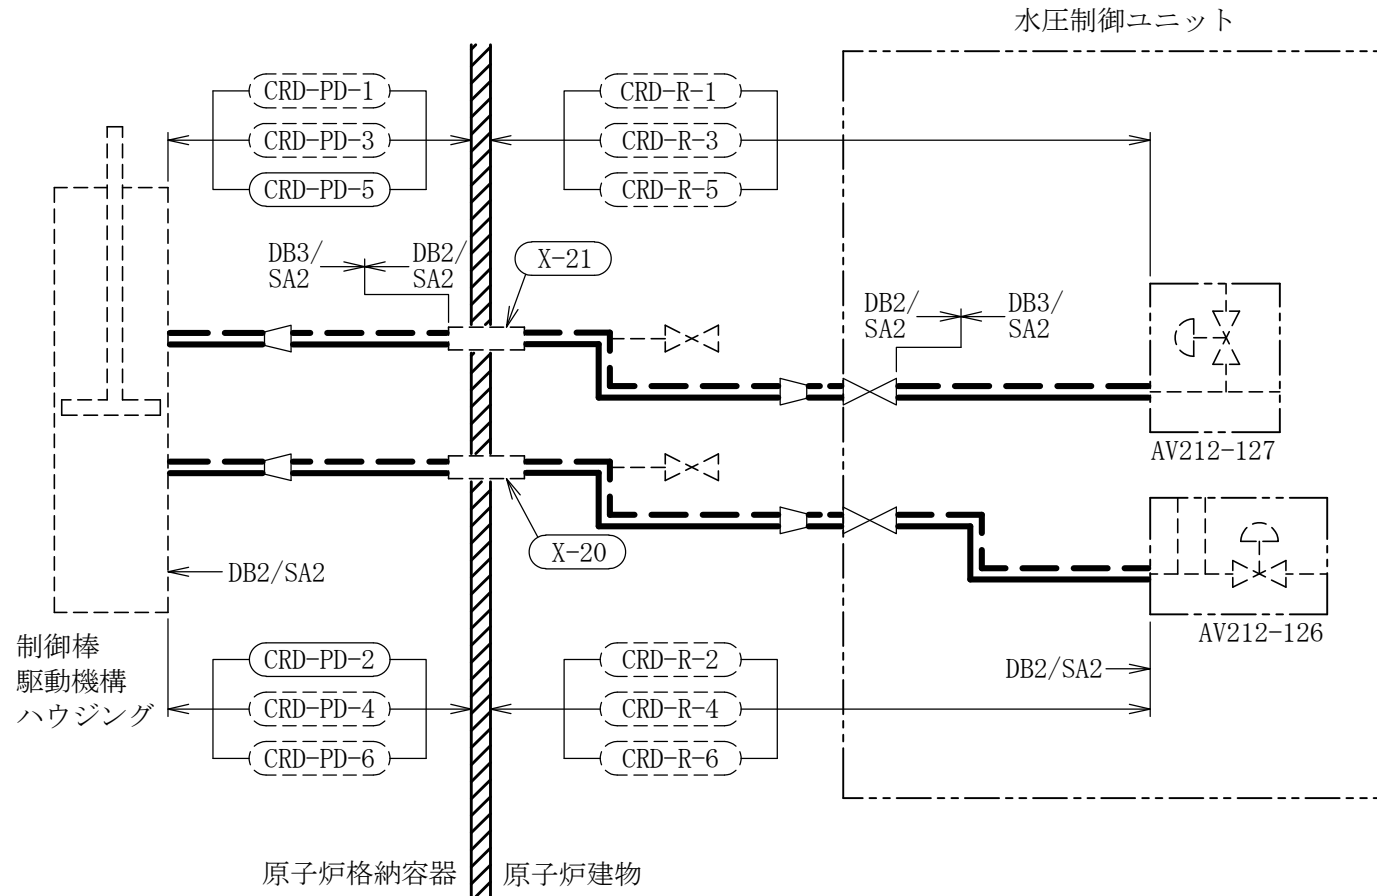 水圧制御ユニット
CRD-PD-1
CRD-PD-3
CRD-PD-5
CRD-R-1
CRD-R-3
CRD-R-5
DB3/
SA2
DB2/
SA2
X-21
DB2/
SA2
DB3/
SA2
AV212-127
X-20
DB2/SA2
AV212-126
制御棒
駆動機構
ハウジング
CRD-PD-2
CRD-PD-4
CRD-PD-6
CRD-R-2
CRD-R-4
CRD-R-6
DB2/SA2
原子炉格納容器
原子炉建物